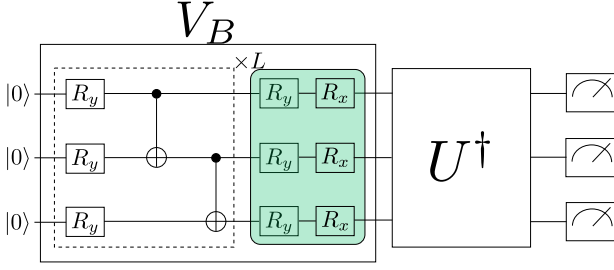 V_B
×L
|0⟩ R_y R_y R_x
|0⟩ R_y R_y R_x U†
|0⟩ R_y R_y R_x